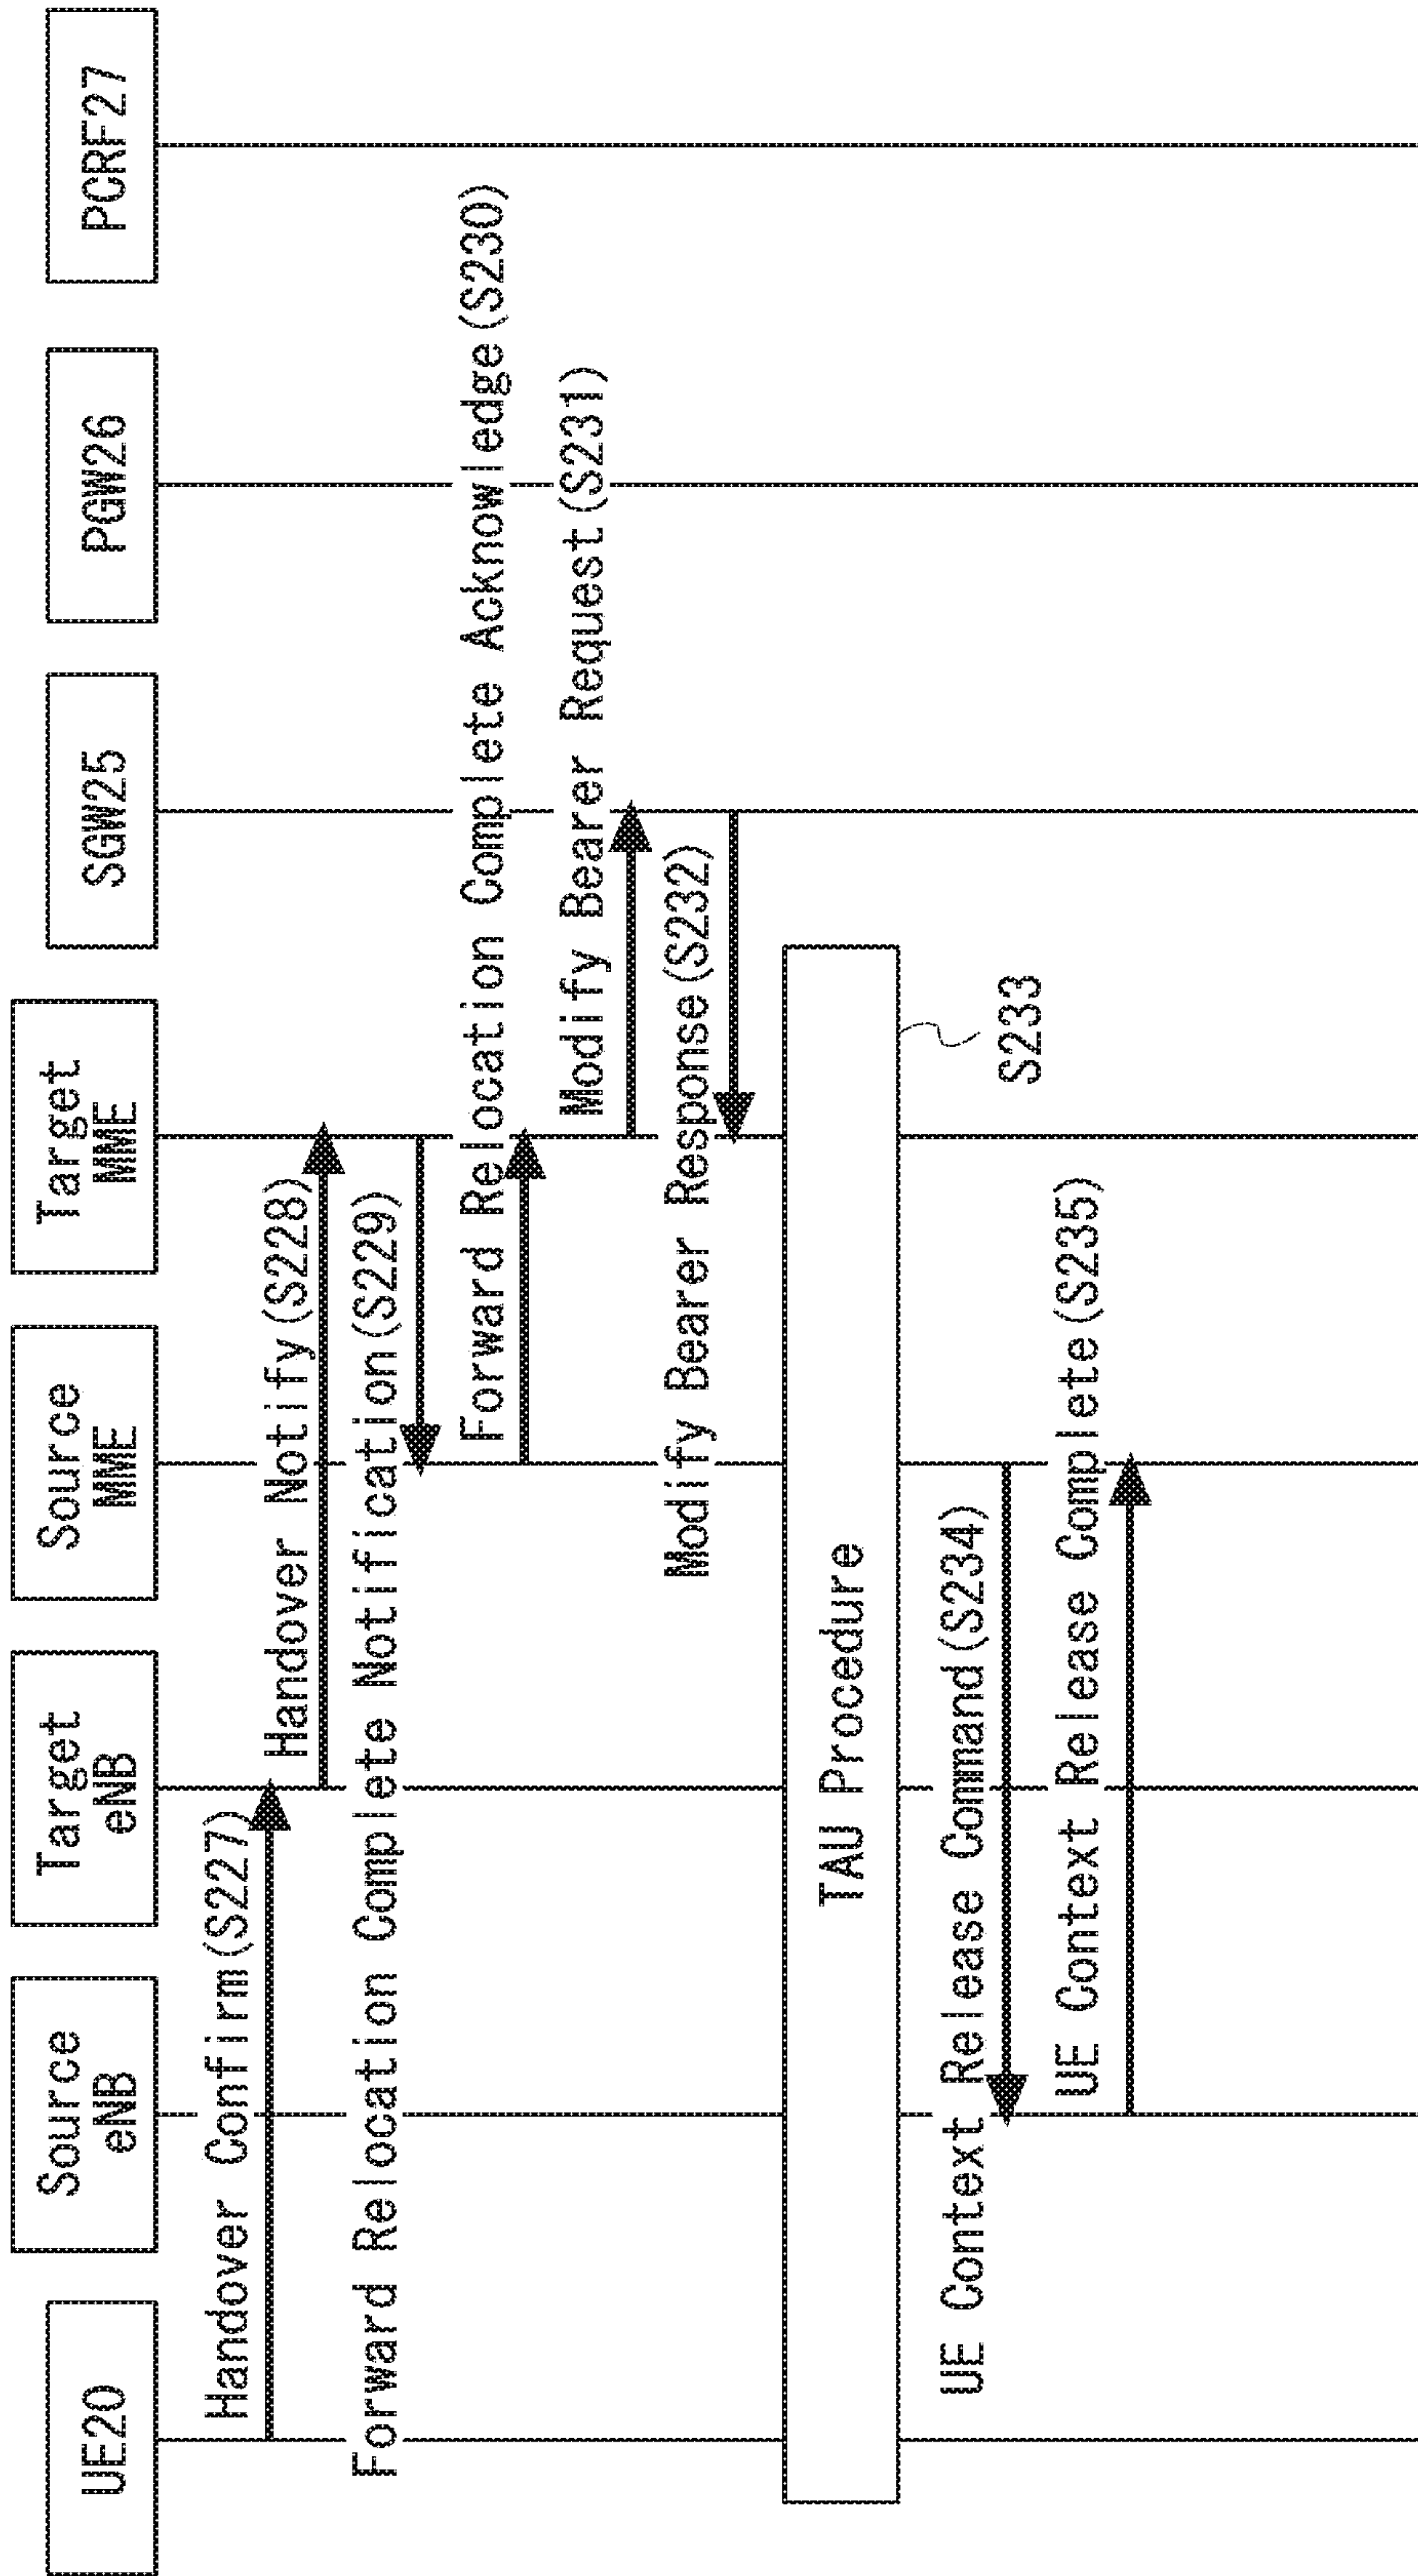 UE20
Source
eNB
Target
eNB
Source
MME
Target
MME
SGW25
PGW26
PCRF27
Handover Confirm(S227)
Handover Notify(S228)
Forward Relocation Complete Notification(S229)
Forward Relocation Complete Acknowledge(S230)
Modify Bearer Request(S231)
Modify Bearer Response(S232)
TAU Procedure
S233
UE Context Release Command(S234)
UE Context Release Complete(S235)